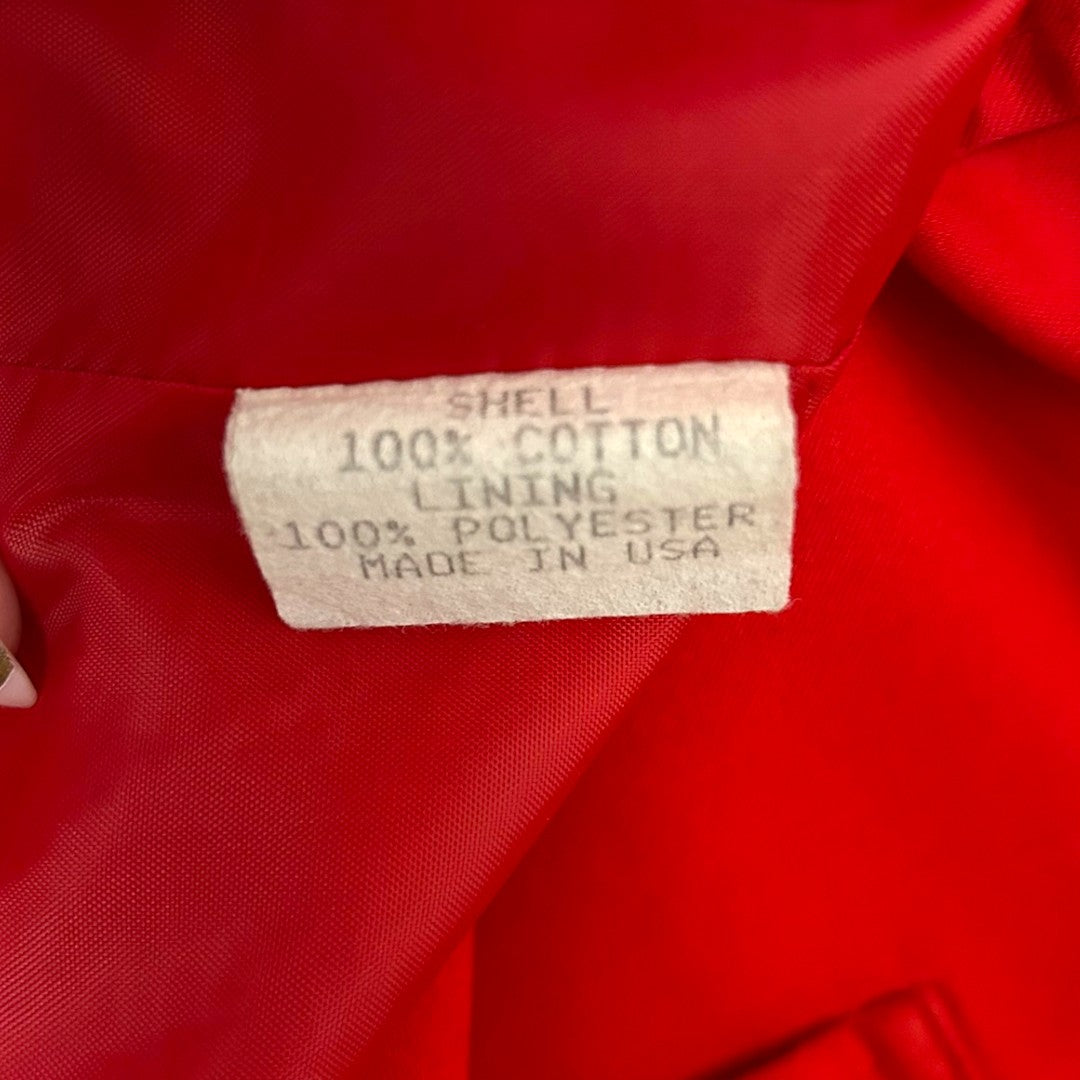 SHELL
100% COTTON
LINING
100% POLYESTER
MADE IN USA